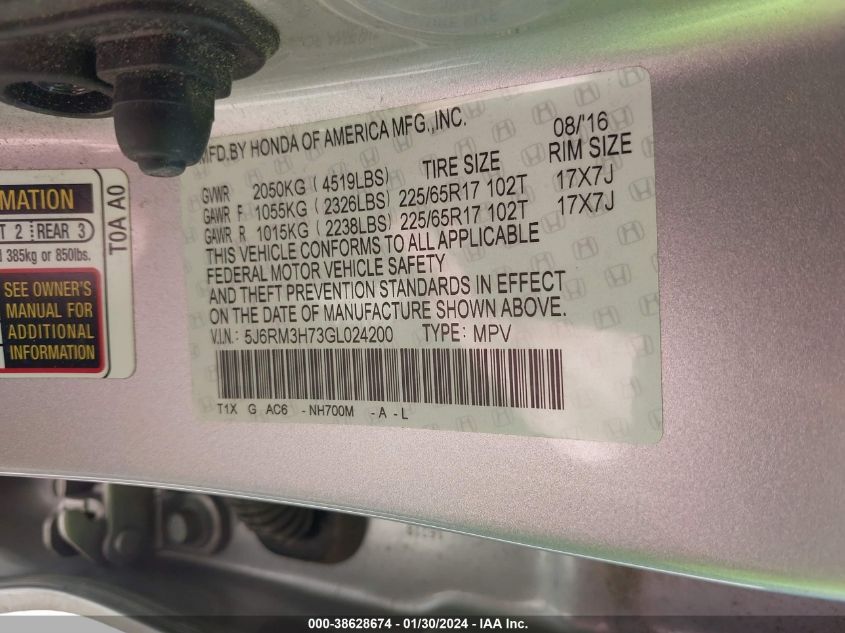 MFD.BY HONDA OF AMERICA MFG.,INC. 08/'16
TIRE SIZE RIM SIZE
GVWR 2050KG (4519LBS)
GAWR F 1055KG (2326LBS) 225/65R17 102T 17X7J
GAWR R 1015KG (2238LBS) 225/65R17 102T 17X7J
THIS VEHICLE CONFORMS TO ALL APPLICABLE
FEDERAL MOTOR VEHICLE SAFETY
AND THEFT PREVENTION STANDARDS IN EFFECT
ON THE DATE OF MANUFACTURE SHOWN ABOVE.
V.I.N.: 5J6RM3H73GL024200 TYPE: MPV
T1X G AC6 - NH700M - A - L
T0A A0
2 REAR 3
385kg or 850lbs.
SEE OWNER'S
MANUAL FOR
ADDITIONAL
INFORMATION
000-38628674 - 01/30/2024 - IAA Inc.